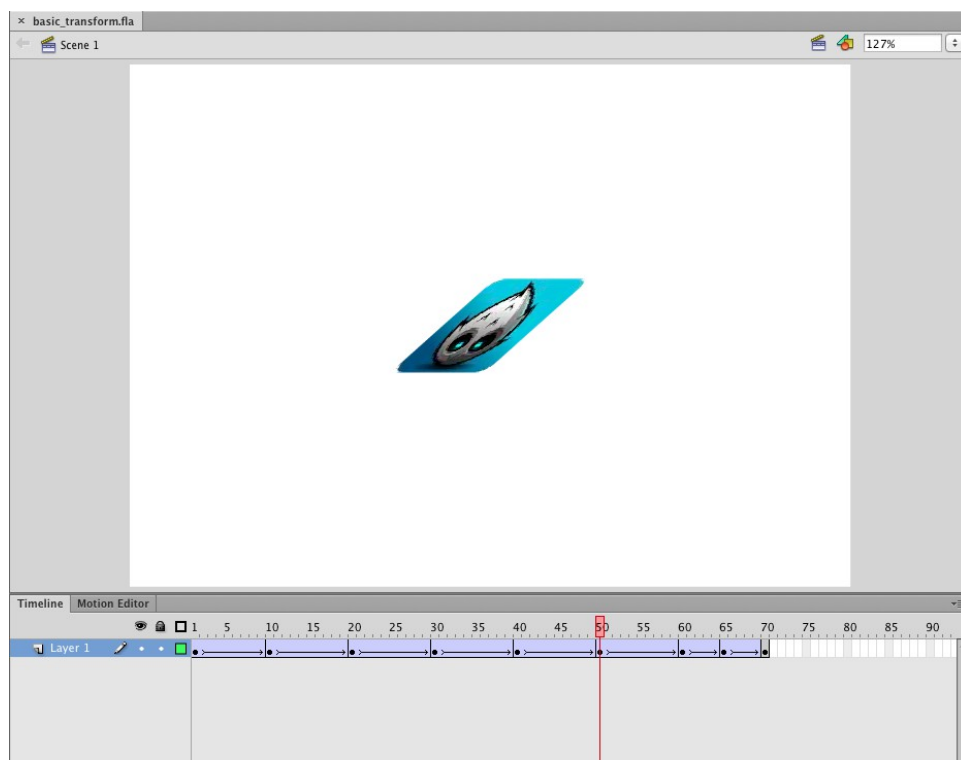 × basic_transform.fla
Scene 1 127%
Timeline Motion Editor
1 5 10 15 20 25 30 35 40 45 50 55 60 65 70 75 80 85 90
Layer 1